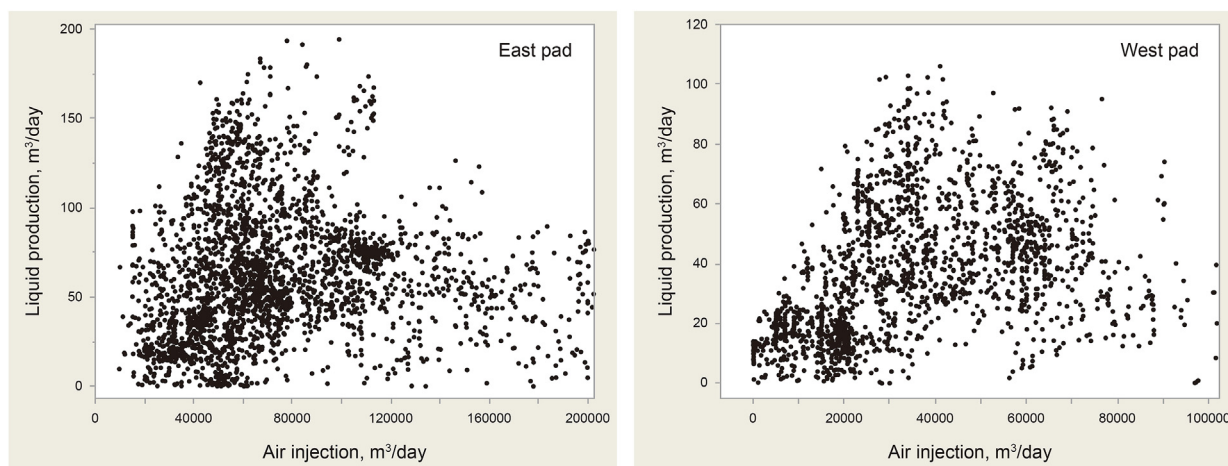 East pad
Liquid production, m³/day
200
150
100
50
0
0 40000 80000 120000 160000 200000
Air injection, m³/day
West pad
Liquid production, m³/day
120
100
80
60
40
20
0
0 20000 40000 60000 80000 100000
Air injection, m³/day